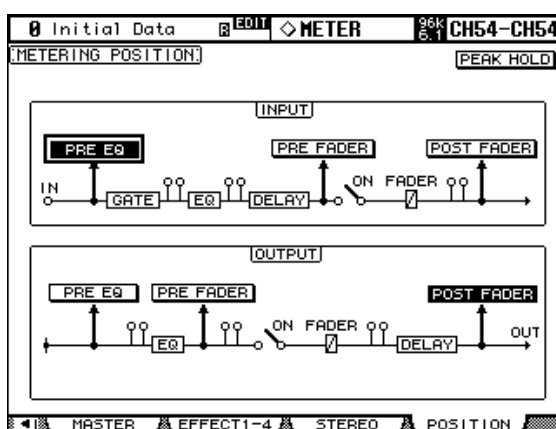 0 Initial Data R EDIT ◇METER 96K 6.1 CH54-CH54
METERING POSITION
PEAK HOLD
INPUT
PRE EQ PRE FADER POST FADER
IN GATE EQ DELAY ON FADER
OUTPUT
PRE EQ PRE FADER POST FADER
EQ ON FADER DELAY OUT
MASTER EFFECT1-4 STEREO POSITION